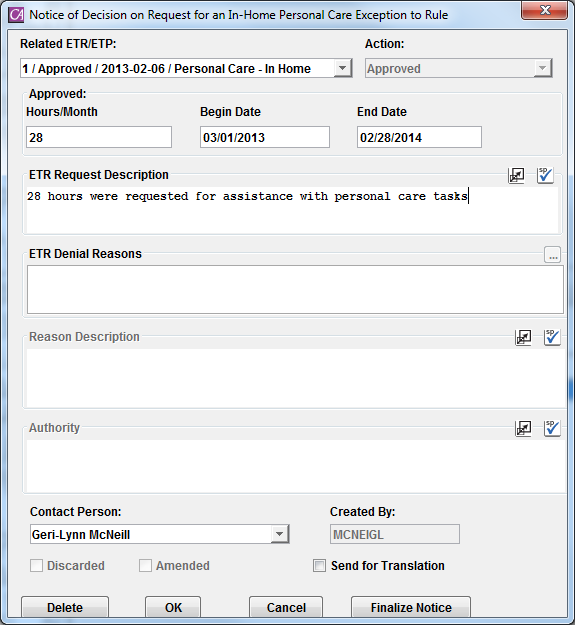 CA Notice of Decision on Request for an In-Home Personal Care Exception to Rule
Related ETR/ETP: Action:
1 / Approved / 2013-02-06 / Personal Care - In Home Approved
Approved:
Hours/Month Begin Date End Date
28 03/01/2013 02/28/2014
ETR Request Description sp
28 hours were requested for assistance with personal care tasks
ETR Denial Reasons ...
Reason Description sp
Authority sp
Contact Person: Created By:
Geri-Lynn McNeill MCNEIGL
Discarded Amended Send for Translation
Delete OK Cancel Finalize Notice